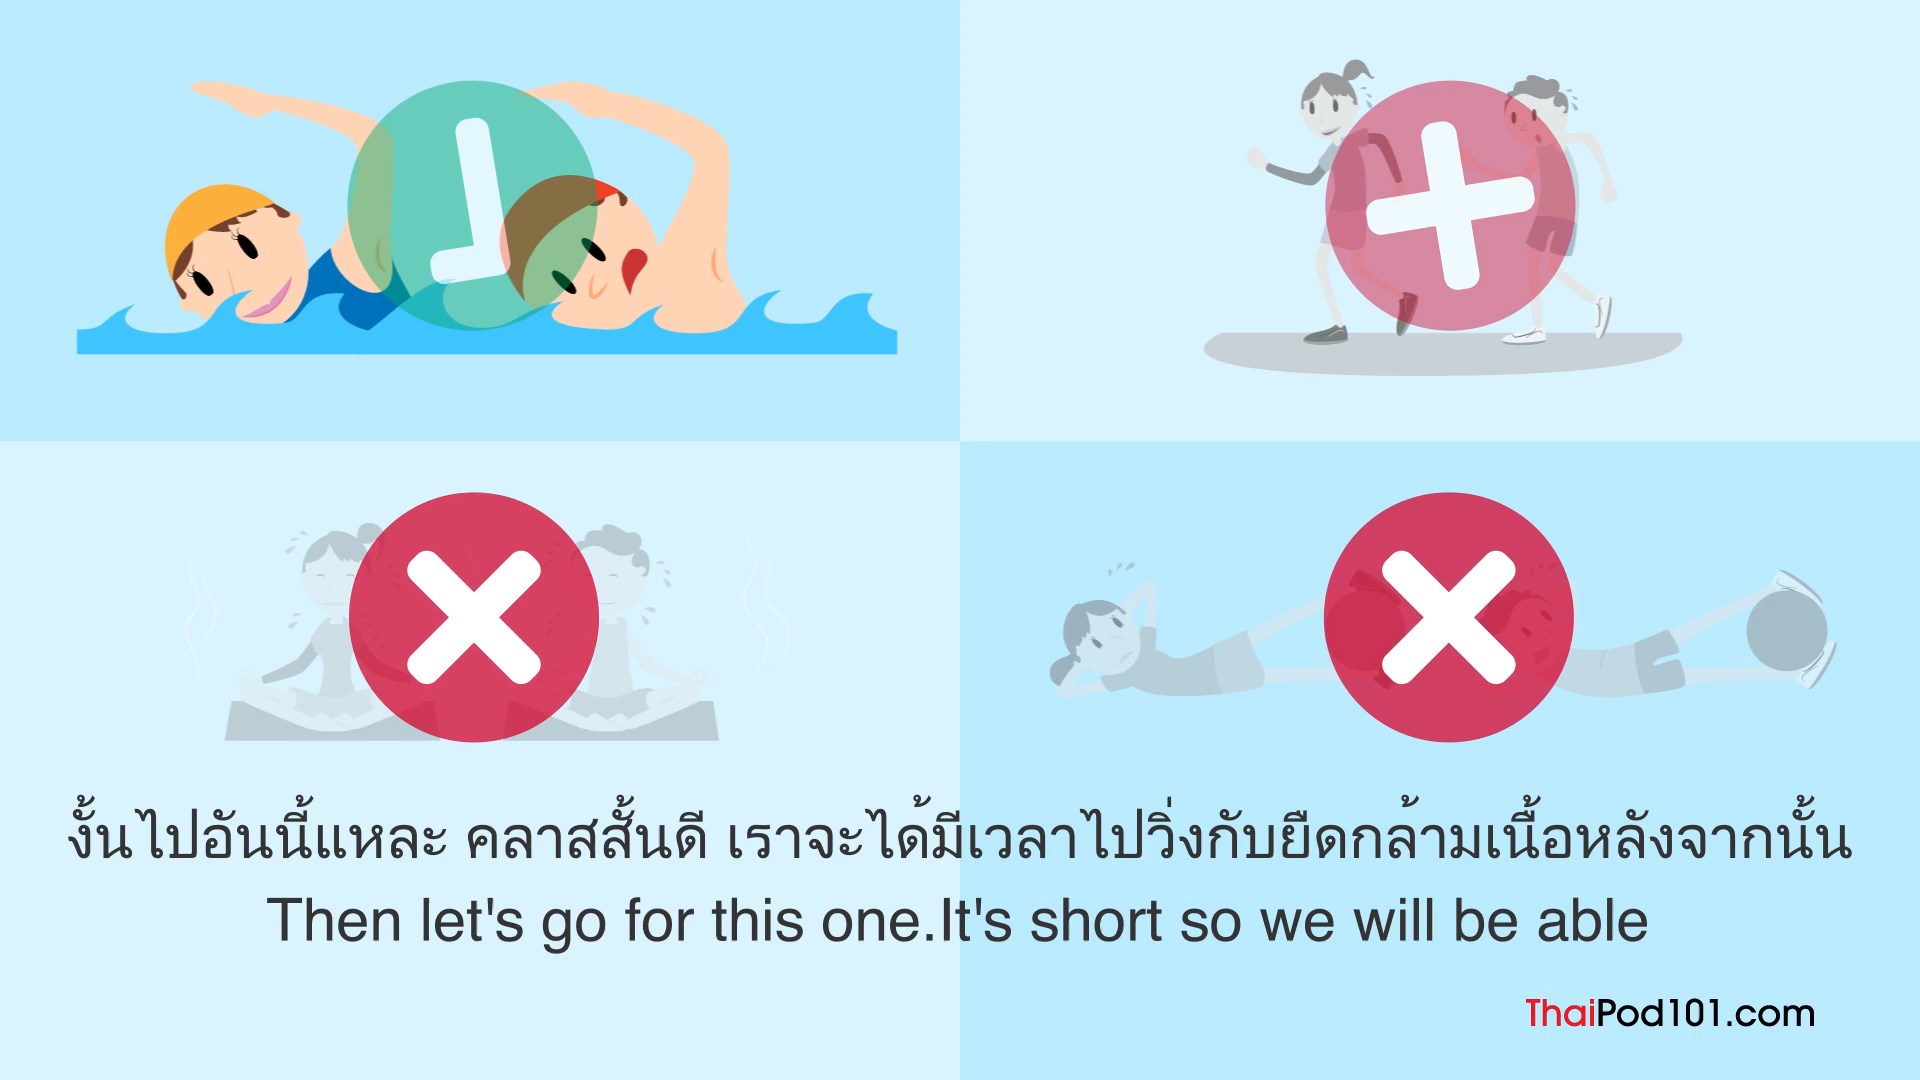 งั้นไปอันนี้แหละ คลาสสั้นดี เราจะได้มีเวลาไปวิ่งกับยืดกล้ามเนื้อหลังจากนั้น
Then let's go for this one.It's short so we will be able
ThaiPod101.com